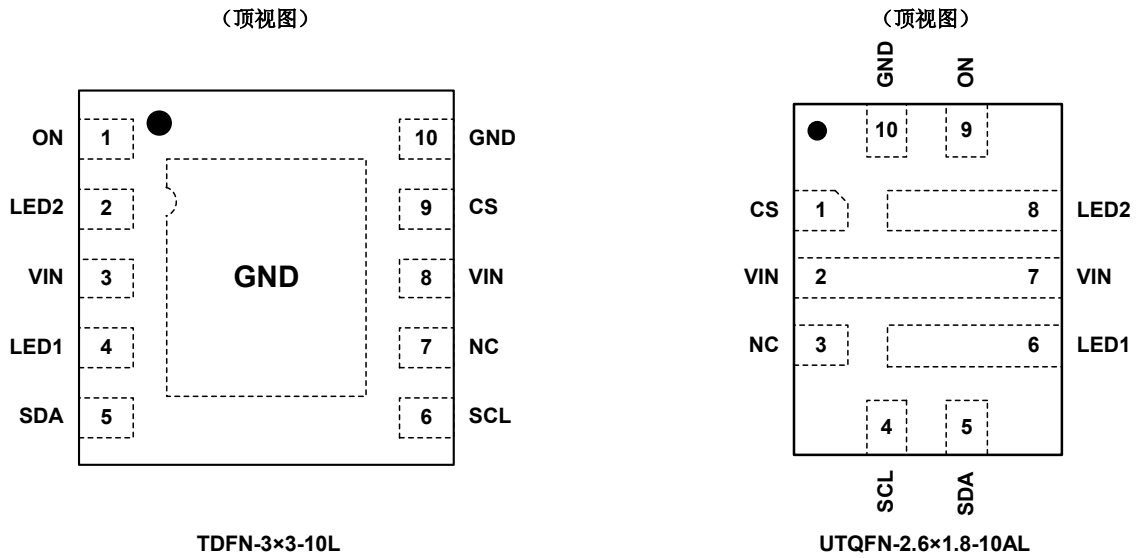 （顶视图）
ON 1
LED2 2
VIN 3
LED1 4
SDA 5
GND
10 GND
9 CS
8 VIN
7 NC
6 SCL
TDFN-3×3-10L
（顶视图）
GND ON
10 9
CS 1
8 LED2
VIN 2
7 VIN
NC 3
6 LED1
4 5
SCL SDA
UTQFN-2.6×1.8-10AL